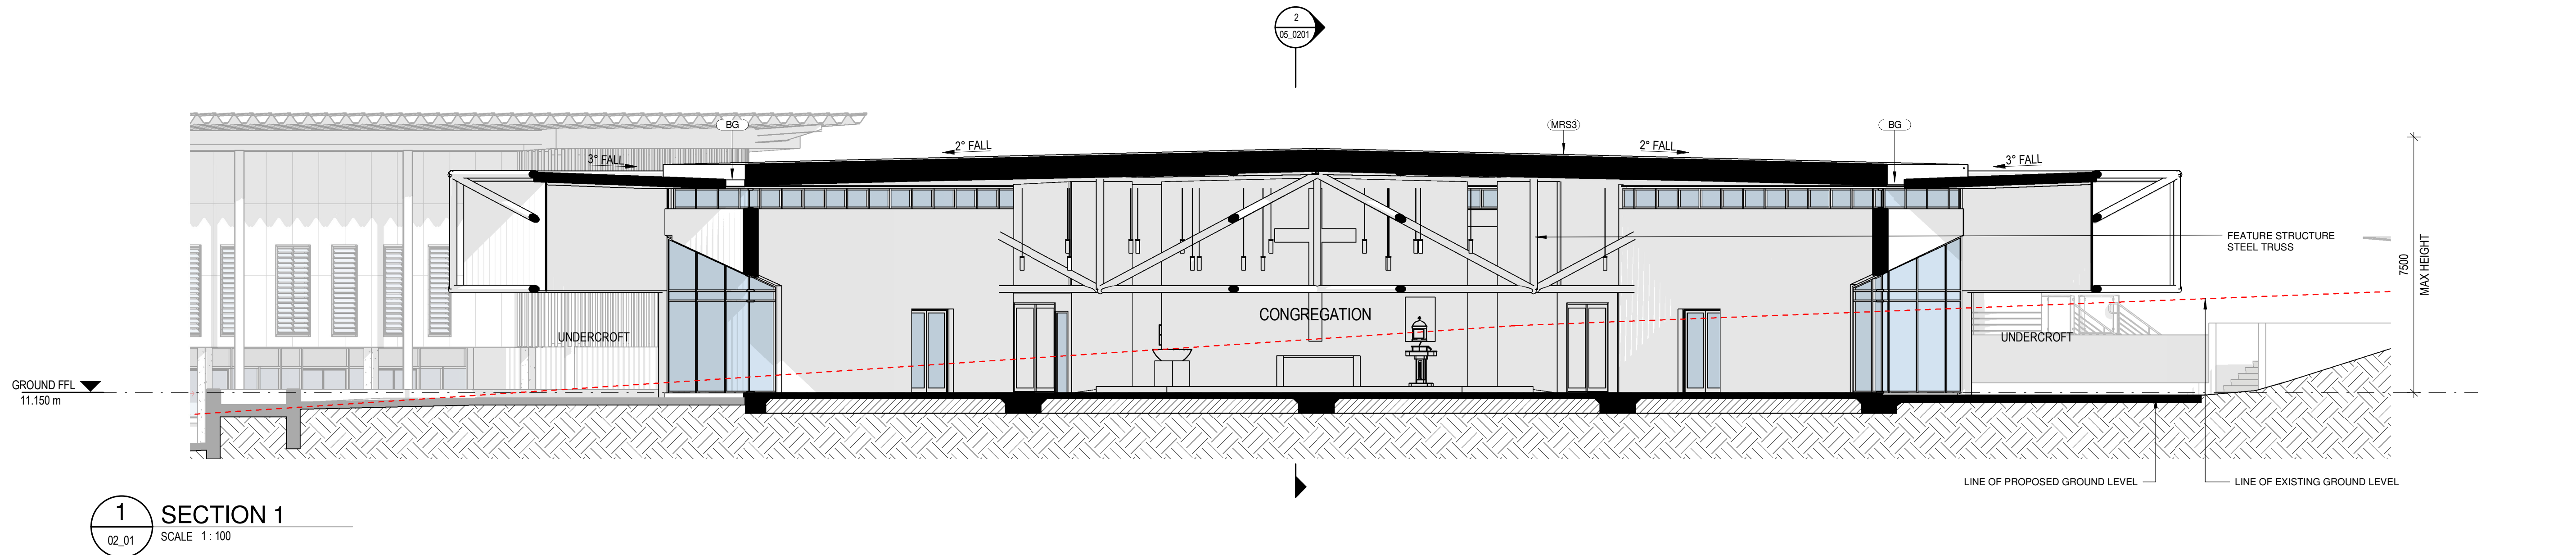 2
05_0201
BG
MRS3
BG
3° FALL
2° FALL
2° FALL
3° FALL
FEATURE STRUCTURE
STEEL TRUSS
7500
MAX HEIGHT
CONGREGATION
UNDERCROFT
UNDERCROFT
GROUND FFL
11.150 m
LINE OF PROPOSED GROUND LEVEL
LINE OF EXISTING GROUND LEVEL
1
02_01
SECTION 1
SCALE 1 : 100